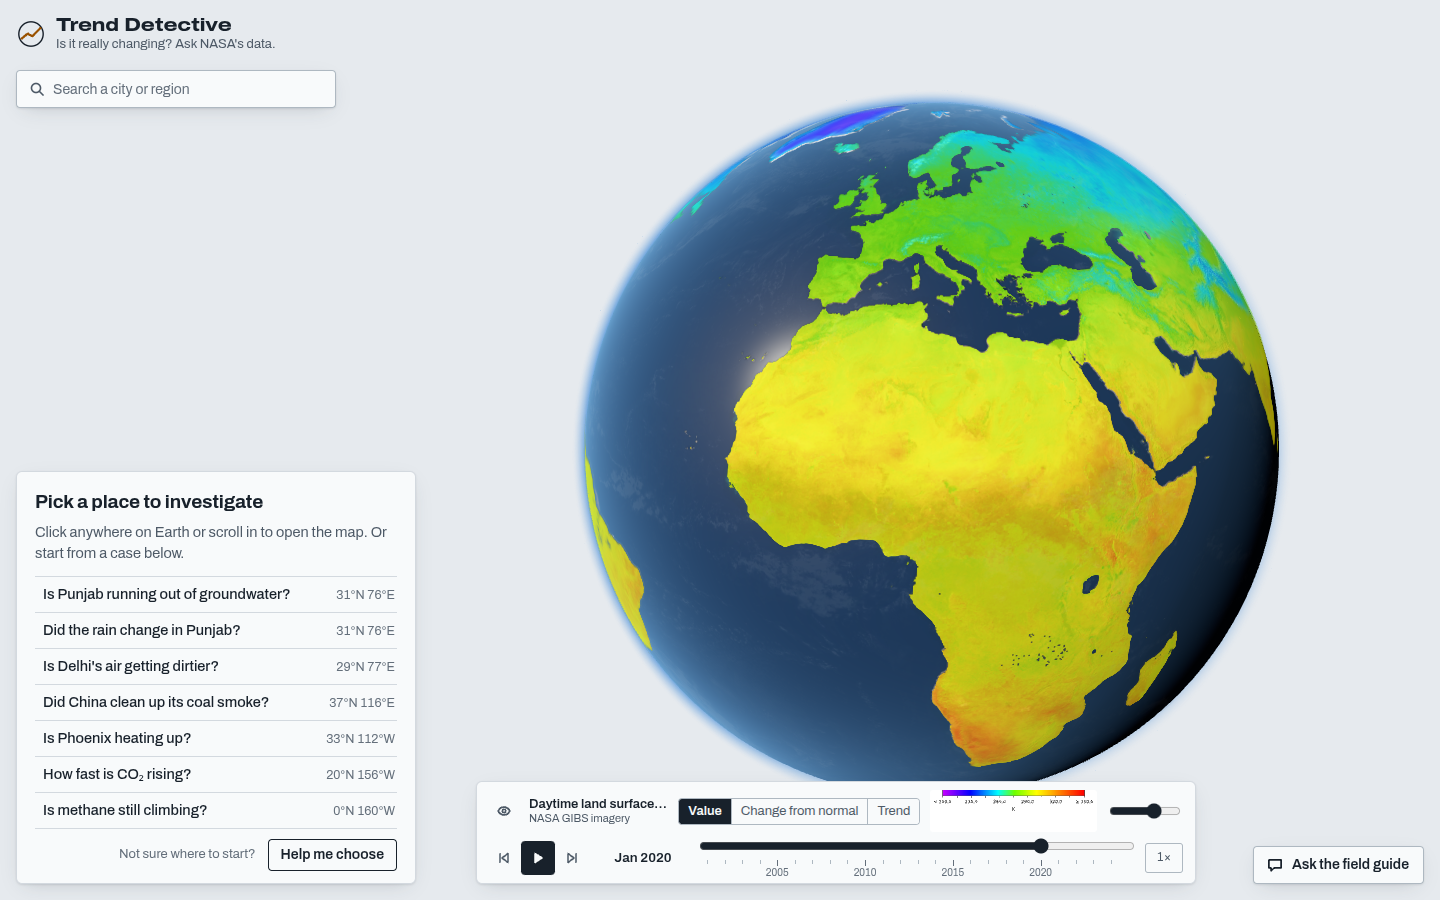 Trend Detective
Is it really changing? Ask NASA's data.
Search a city or region
Pick a place to investigate
Click anywhere on Earth or scroll in to open the map. Or
start from a case below.
Is Punjab running out of groundwater? 31°N 76°E
Did the rain change in Punjab? 31°N 76°E
Is Delhi's air getting dirtier? 29°N 77°E
Did China clean up its coal smoke? 37°N 116°E
Is Phoenix heating up? 33°N 112°W
How fast is CO₂ rising? 20°N 156°W
Is methane still climbing? 0°N 160°W
Not sure where to start? Help me choose
Daytime land surface…
NASA GIBS imagery
Value Change from normal Trend
K
Jan 2020
2005 2010 2015 2020
1×
Ask the field guide